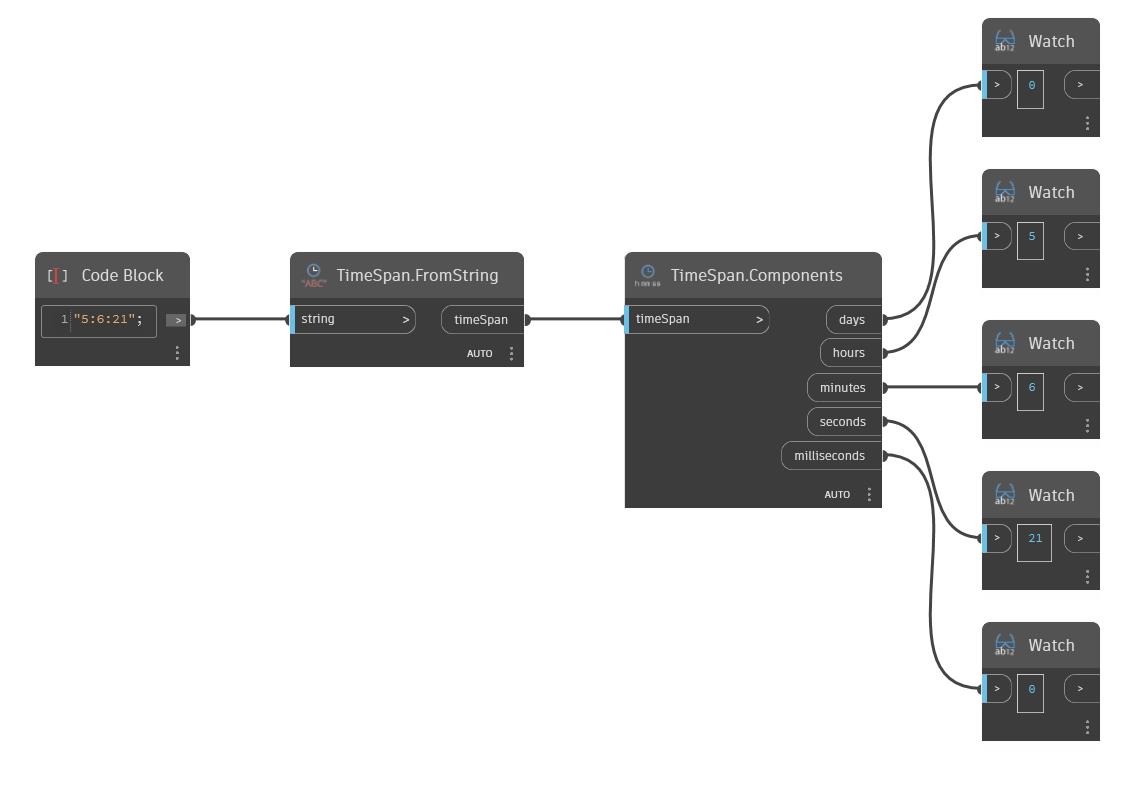 Code Block
1 "5:6:21";
>
"ABC"
TimeSpan.FromString
string >
timeSpan
AUTO
h mm ss
TimeSpan.Components
timeSpan >
days
hours
minutes
seconds
milliseconds
AUTO
ab12
Watch
> 0 >
ab12
Watch
> 5 >
ab12
Watch
> 6 >
ab12
Watch
> 21 >
ab12
Watch
> 0 >